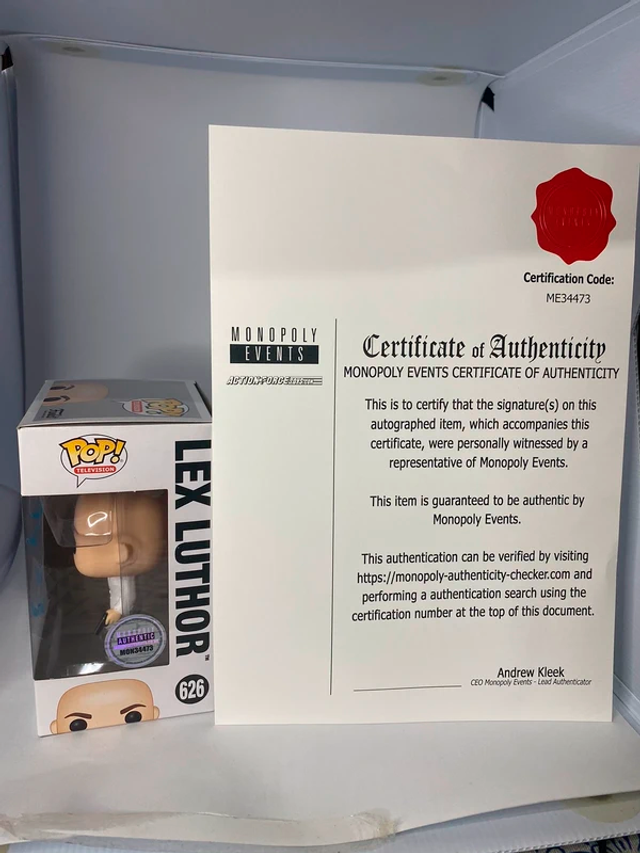 Certification Code:
ME34473
MONOPOLY
EVENTS
ACTION FORCE
Certificate of Authenticity
MONOPOLY EVENTS CERTIFICATE OF AUTHENTICITY
This is to certify that the signature(s) on this
autographed item, which accompanies this
certificate, were personally witnessed by a
representative of Monopoly Events.
This item is guaranteed to be authentic by
Monopoly Events.
This authentication can be verified by visiting
https://monopoly-authenticity-checker.com and
performing a authentication search using the
certification number at the top of this document.
Andrew Kleek
CEO Monopoly Events - Lead Authenticator
POP!
POP!
TELEVISION
LEX LUTHOR™
AUTHENTIC
MON34473
626